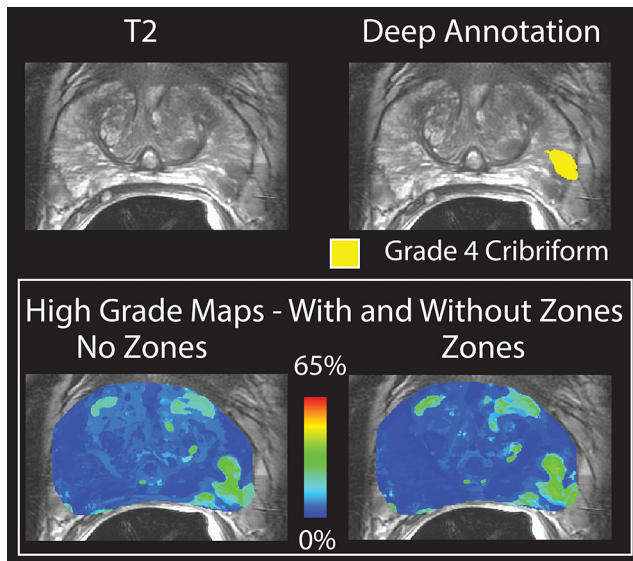 T2
Deep Annotation
Grade 4 Cribriform
High Grade Maps - With and Without Zones
No Zones
Zones
65%
0%